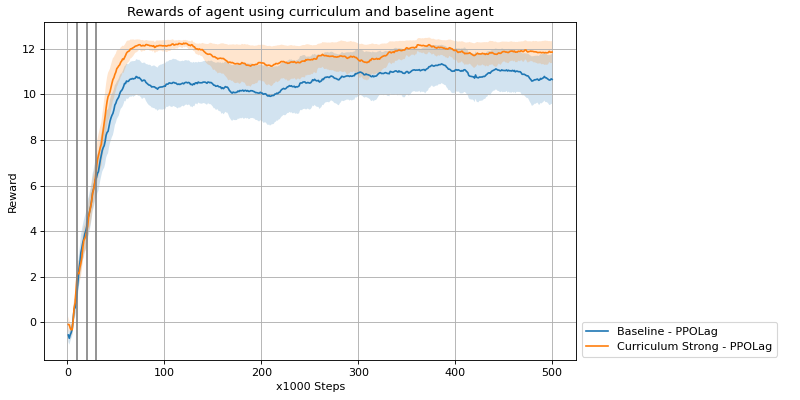 Rewards of agent using curriculum and baseline agent
Reward
12
10
8
6
4
2
0
0 100 200 300 400 500
x1000 Steps
Baseline - PPOLag
Curriculum Strong - PPOLag